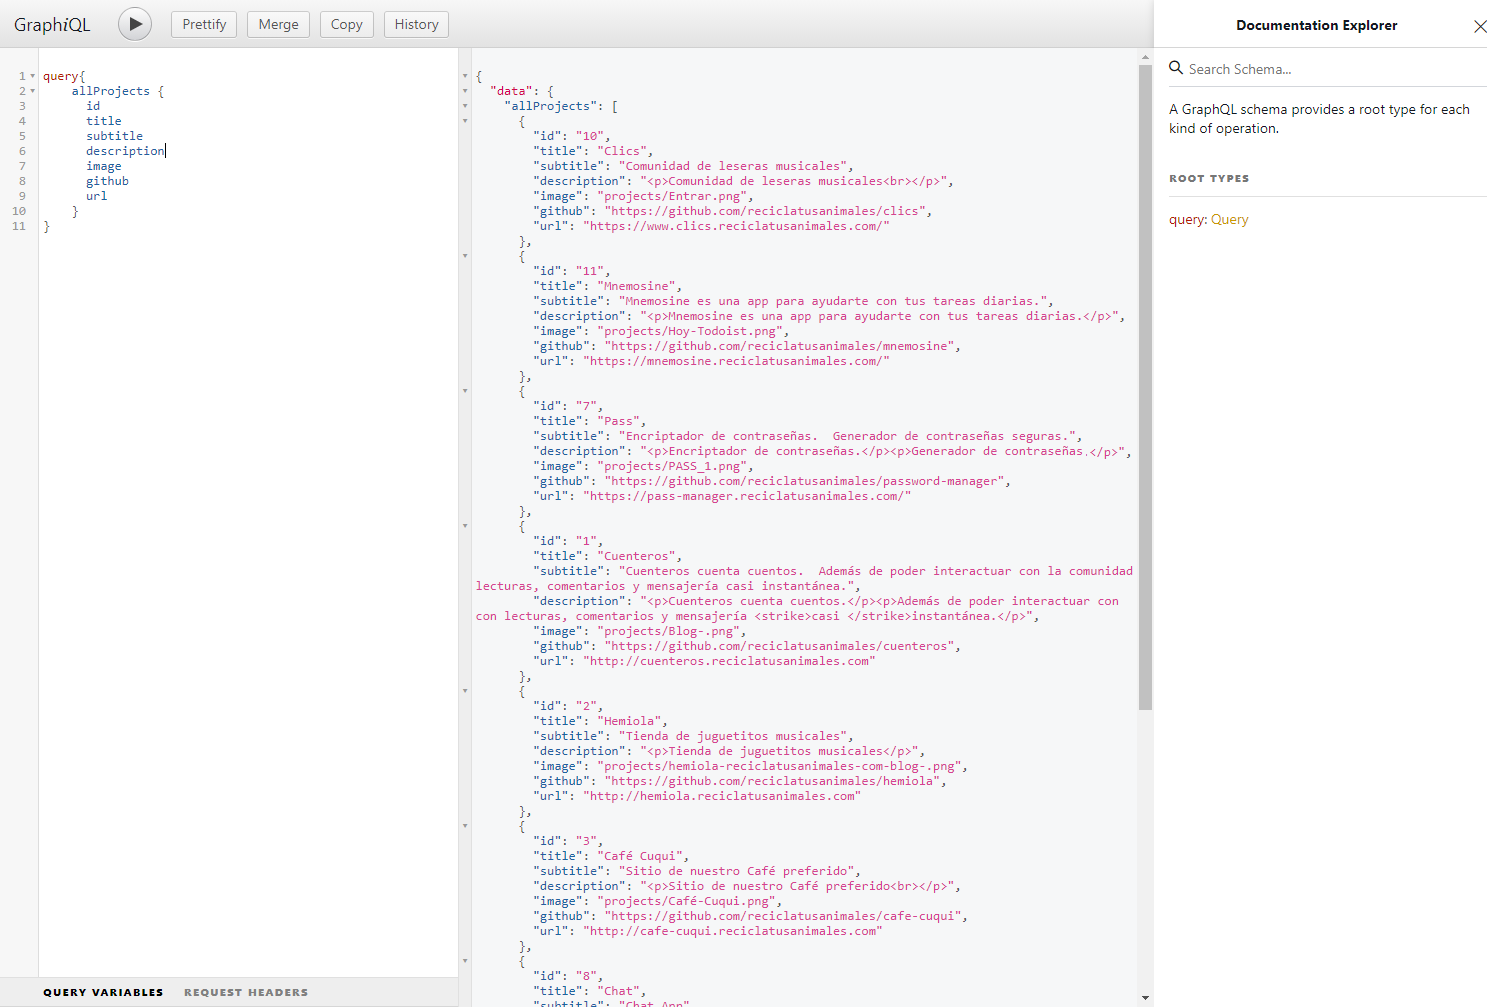 GraphiQL
Prettify
Merge
Copy
History
1 query{
2 allProjects {
3 id
4 title
5 subtitle
6 description
7 image
8 github
9 url
10 }
11 }
QUERY VARIABLES
REQUEST HEADERS
{
"data": {
"allProjects": [
{
"id": "10",
"title": "Clics",
"subtitle": "Comunidad de leseras musicales",
"description": "<p>Comunidad de leseras musicales<br></p>",
"image": "projects/Entrar.png",
"github": "https://github.com/reciclatusanimales/clics",
"url": "https://www.clics.reciclatusanimales.com/"
},
{
"id": "11",
"title": "Mnemosine",
"subtitle": "Mnemosine es una app para ayudarte con tus tareas diarias.",
"description": "<p>Mnemosine es una app para ayudarte con tus tareas diarias.</p>",
"image": "projects/Hoy-Todoist.png",
"github": "https://github.com/reciclatusanimales/mnemosine",
"url": "https://mnemosine.reciclatusanimales.com/"
},
{
"id": "7",
"title": "Pass",
"subtitle": "Encriptador de contraseñas.  Generador de contraseñas seguras.",
"description": "<p>Encriptador de contraseñas.</p><p>Generador de contraseñas.</p>",
"image": "projects/PASS_1.png",
"github": "https://github.com/reciclatusanimales/password-manager",
"url": "https://pass-manager.reciclatusanimales.com/"
},
{
"id": "1",
"title": "Cuenteros",
"subtitle": "Cuenteros cuenta cuentos.  Además de poder interactuar con la comunidad
lecturas, comentarios y mensajería casi instantánea.",
"description": "<p>Cuenteros cuenta cuentos.</p><p>Además de poder interactuar con
con lecturas, comentarios y mensajería <strike>casi </strike>instantánea.</p>",
"image": "projects/Blog-.png",
"github": "https://github.com/reciclatusanimales/cuenteros",
"url": "http://cuenteros.reciclatusanimales.com"
},
{
"id": "2",
"title": "Hemiola",
"subtitle": "Tienda de juguetitos musicales",
"description": "<p>Tienda de juguetitos musicales</p>",
"image": "projects/hemiola-reciclatusanimales-com-blog-.png",
"github": "https://github.com/reciclatusanimales/hemiola",
"url": "http://hemiola.reciclatusanimales.com"
},
{
"id": "3",
"title": "Café Cuqui",
"subtitle": "Sitio de nuestro Café preferido",
"description": "<p>Sitio de nuestro Café preferido<br></p>",
"image": "projects/Café-Cuqui.png",
"github": "https://github.com/reciclatusanimales/cafe-cuqui",
"url": "http://cafe-cuqui.reciclatusanimales.com"
},
{
"id": "8",
"title": "Chat",
"subtitle": "Chat App"
Documentation Explorer
Search Schema...
A GraphQL schema provides a root type for each
kind of operation.
ROOT TYPES
query: Query